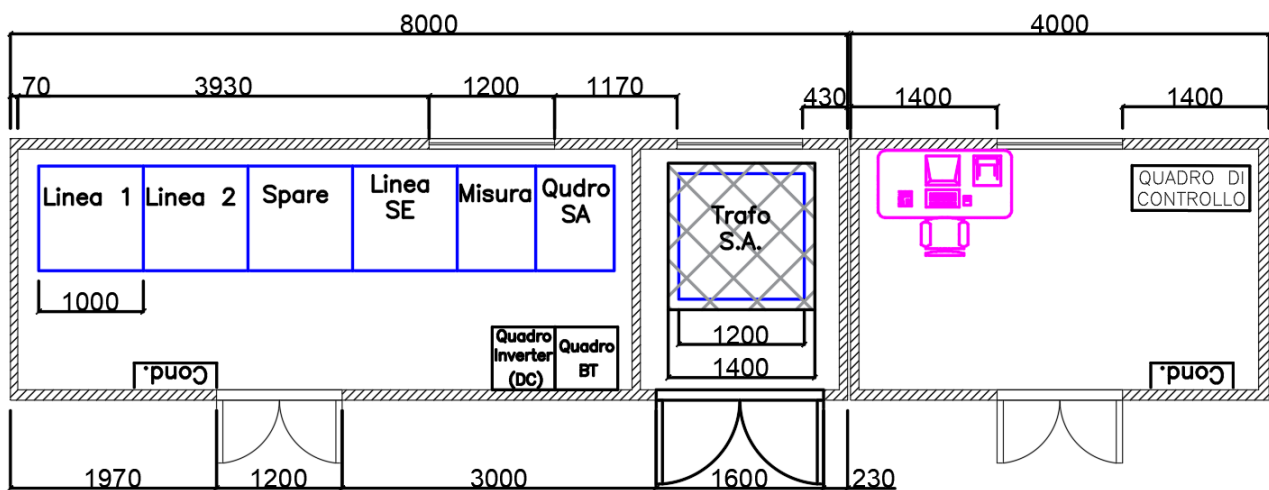 8000
4000
70
3930
1200
1170
430
1400
1400
Linea 1
Linea 2
Spare
Linea
SE
Misura
Qudro
SA
Trafo
S.A.
QUADRO DI
CONTROLLO
1000
1200
1400
Quadro
Inverter
(DC)
Quadro
BT
Cond.
Cond.
1970
1200
3000
1600
230